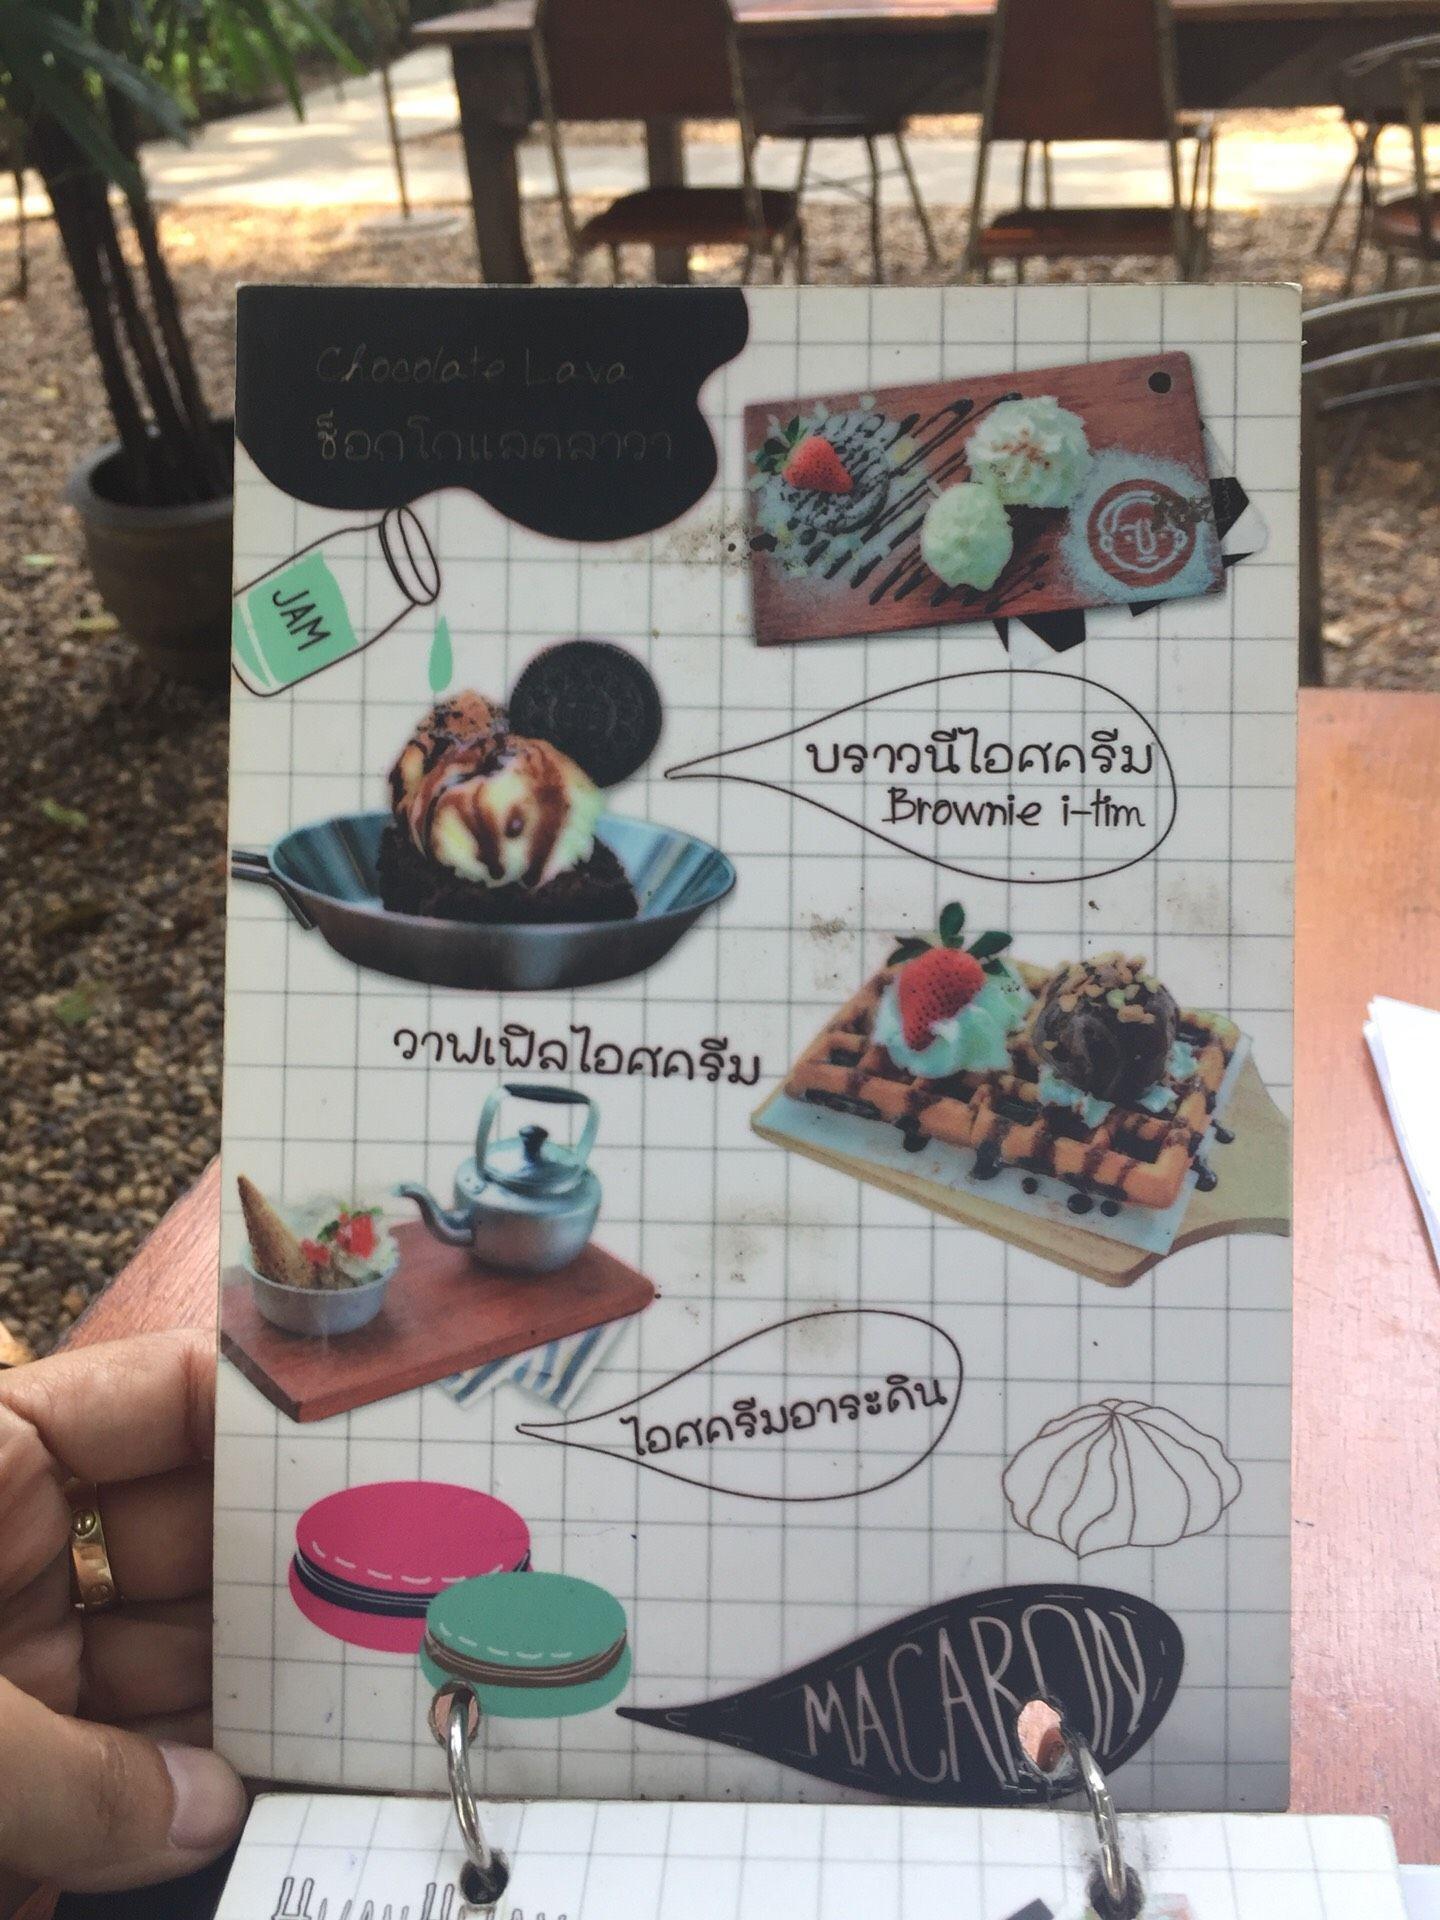 Chocolate Lava
ช็อกโกแลตลาวา
JAM
บราวนีไอศครีม
Brownie i-tim
วาฟเฟิลไอศครีม
ไอศครีมอาระดิน
MACARON